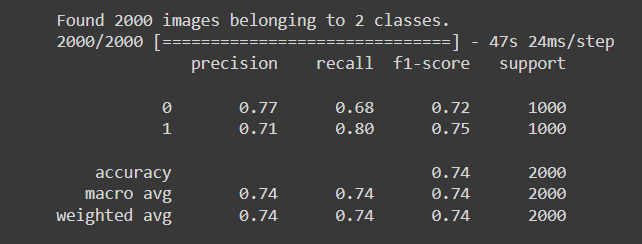 Found 2000 images belonging to 2 classes.
2000/2000 [==============================] - 47s 24ms/step
precision recall f1-score support
0 0.77 0.68 0.72 1000
1 0.71 0.80 0.75 1000
accuracy 0.74 2000
macro avg 0.74 0.74 0.74 2000
weighted avg 0.74 0.74 0.74 2000